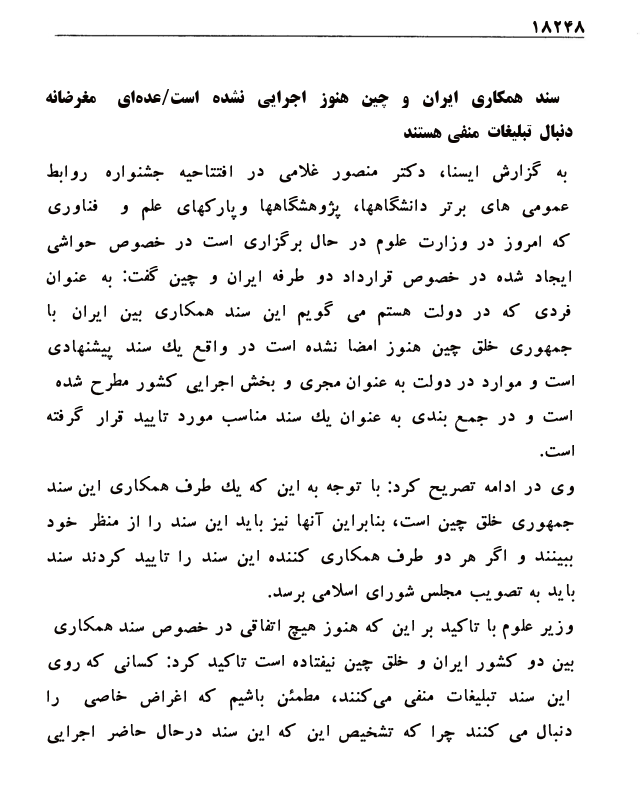 ۱۸۲۴۸
سند همکاری ایران و چین هنوز اجرایی نشده است/عده‌ای مغرضانه
دنبال تبلیغات منفی هستند
به گزارش ایسنا، دکتر منصور غلامی در افتتاحیه جشنواره روابط
عمومی های برتر دانشگاهها، پژوهشگاهها وپارکهای علم و فناوری
که امروز در وزارت علوم در حال برگزاری است در خصوص حواشی
ایجاد شده در خصوص قرارداد دو طرفه ایران و چین گفت: به عنوان
فردی که در دولت هستم می گویم این سند همکاری بین ایران با
جمهوری خلق چین هنوز امضا نشده است در واقع یك سند پیشنهادی
است و موارد در دولت به عنوان مجری و بخش اجرایی کشور مطرح شده
است و در جمع بندی به عنوان یك سند مناسب مورد تایید قرار گرفته
است.
وی در ادامه تصریح کرد: با توجه به این که یك طرف همکاری این سند
جمهوری خلق چین است، بنابراین آنها نیز باید این سند را از منظر خود
ببینند و اگر هر دو طرف همکاری کننده این سند را تایید کردند سند
باید به تصویب مجلس شورای اسلامی برسد.
وزیر علوم با تاکید بر این که هنوز هیچ اتفاقی در خصوص سند همکاری
بین دو کشور ایران و خلق چین نیفتاده است تاکید کرد: کسانی که روی
این سند تبلیغات منفی می‌کنند، مطمئن باشیم که اغراض خاصی را
دنبال می کنند چرا که تشخیص این که این سند درحال حاضر اجرایی